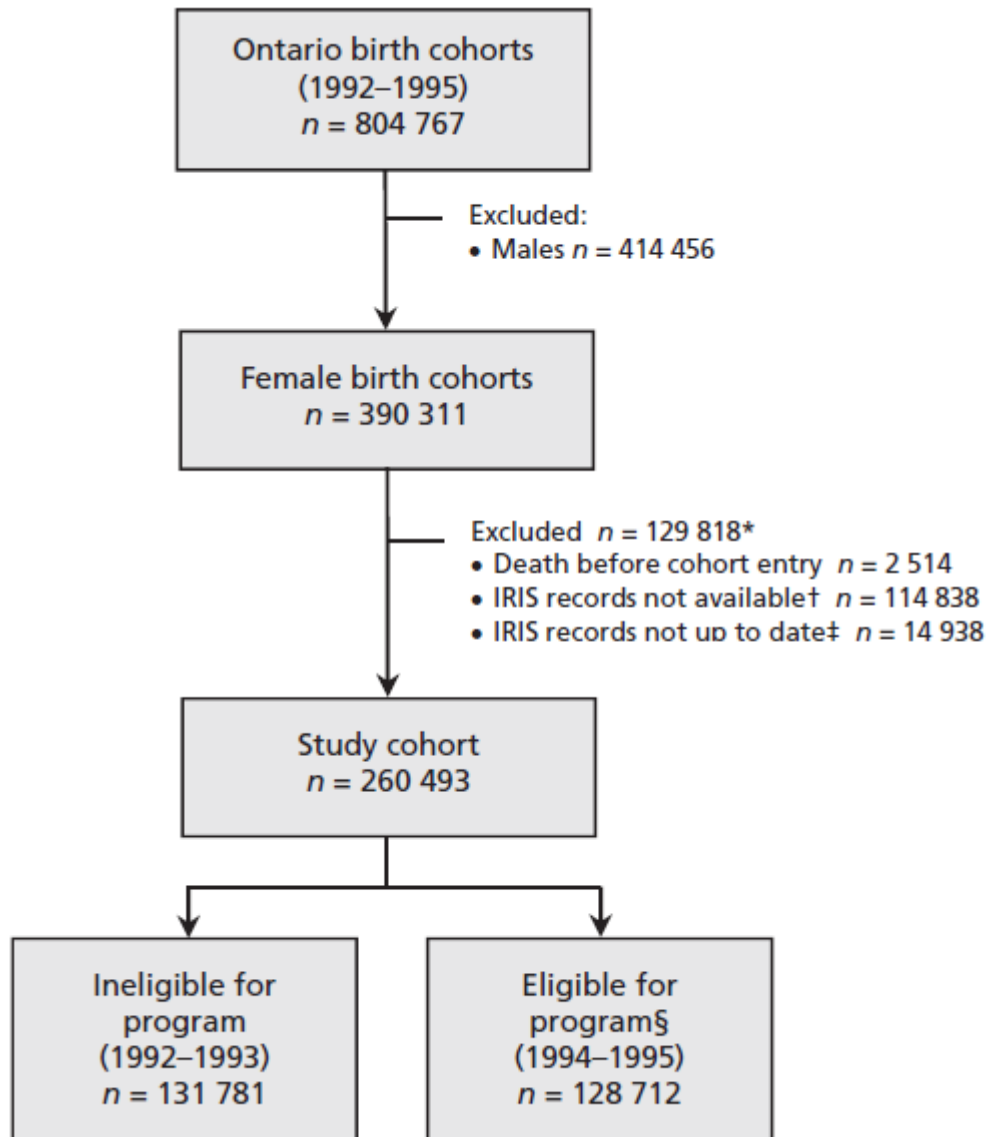 Ontario birth cohorts
(1992–1995)
n = 804 767
Excluded:
• Males n = 414 456
Female birth cohorts
n = 390 311
Excluded n = 129 818*
• Death before cohort entry n = 2 514
• IRIS records not available† n = 114 838
• IRIS records not up to date‡ n = 14 938
Study cohort
n = 260 493
Ineligible for
program
(1992–1993)
n = 131 781
Eligible for
program§
(1994–1995)
n = 128 712